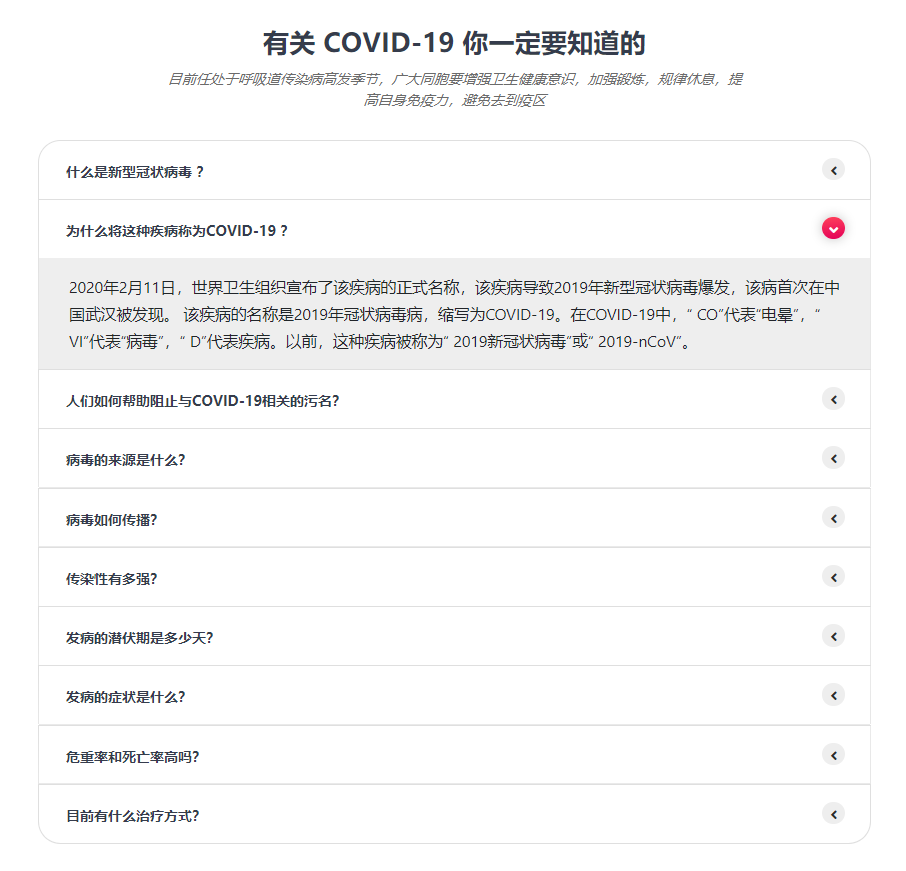 有关 COVID-19 你一定要知道的
目前任处于呼吸道传染病高发季节，广大同胞要增强卫生健康意识，加强锻炼，规律休息，提
高自身免疫力，避免去到疫区
什么是新型冠状病毒？
为什么将这种疾病称为COVID-19？
2020年2月11日，世界卫生组织宣布了该疾病的正式名称，该疾病导致2019年新型冠状病毒爆发，该病首次在中
国武汉被发现。 该疾病的名称是2019年冠状病毒病，缩写为COVID-19。在COVID-19中，“ CO”代表“电晕”，“
VI”代表“病毒”，“ D”代表疾病。以前，这种疾病被称为“ 2019新冠状病毒”或“ 2019-nCoV”。
人们如何帮助阻止与COVID-19相关的污名？
病毒的来源是什么？
病毒如何传播？
传染性有多强？
发病的潜伏期是多少天？
发病的症状是什么？
危重率和死亡率高吗？
目前有什么治疗方式？